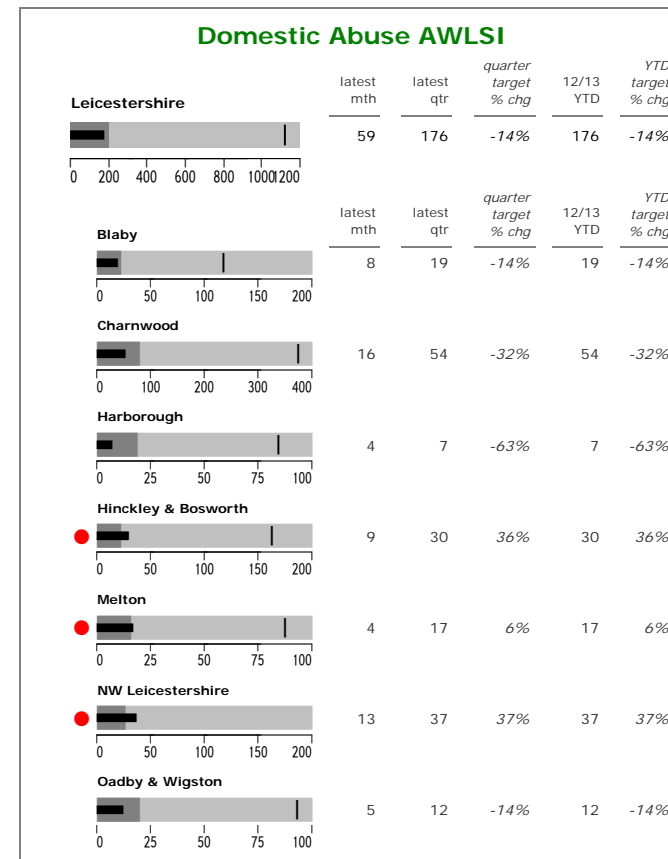 Domestic Abuse AWLSI
Leicestershire
latest mth latest qtr quarter target % chg 12/13 YTD YTD target % chg
59 176 -14% 176 -14%
0 200 400 600 800 1000 1200
latest mth latest qtr quarter target % chg 12/13 YTD YTD target % chg
Blaby
8 19 -14% 19 -14%
0 50 100 150 200
Charnwood
16 54 -32% 54 -32%
0 100 200 300 400
Harborough
4 7 -63% 7 -63%
0 25 50 75 100
Hinckley & Bosworth
9 30 36% 30 36%
0 50 100 150 200
Melton
4 17 6% 17 6%
0 25 50 75 100
NW Leicestershire
13 37 37% 37 37%
0 50 100 150 200
Oadby & Wigston
5 12 -14% 12 -14%
0 25 50 75 100